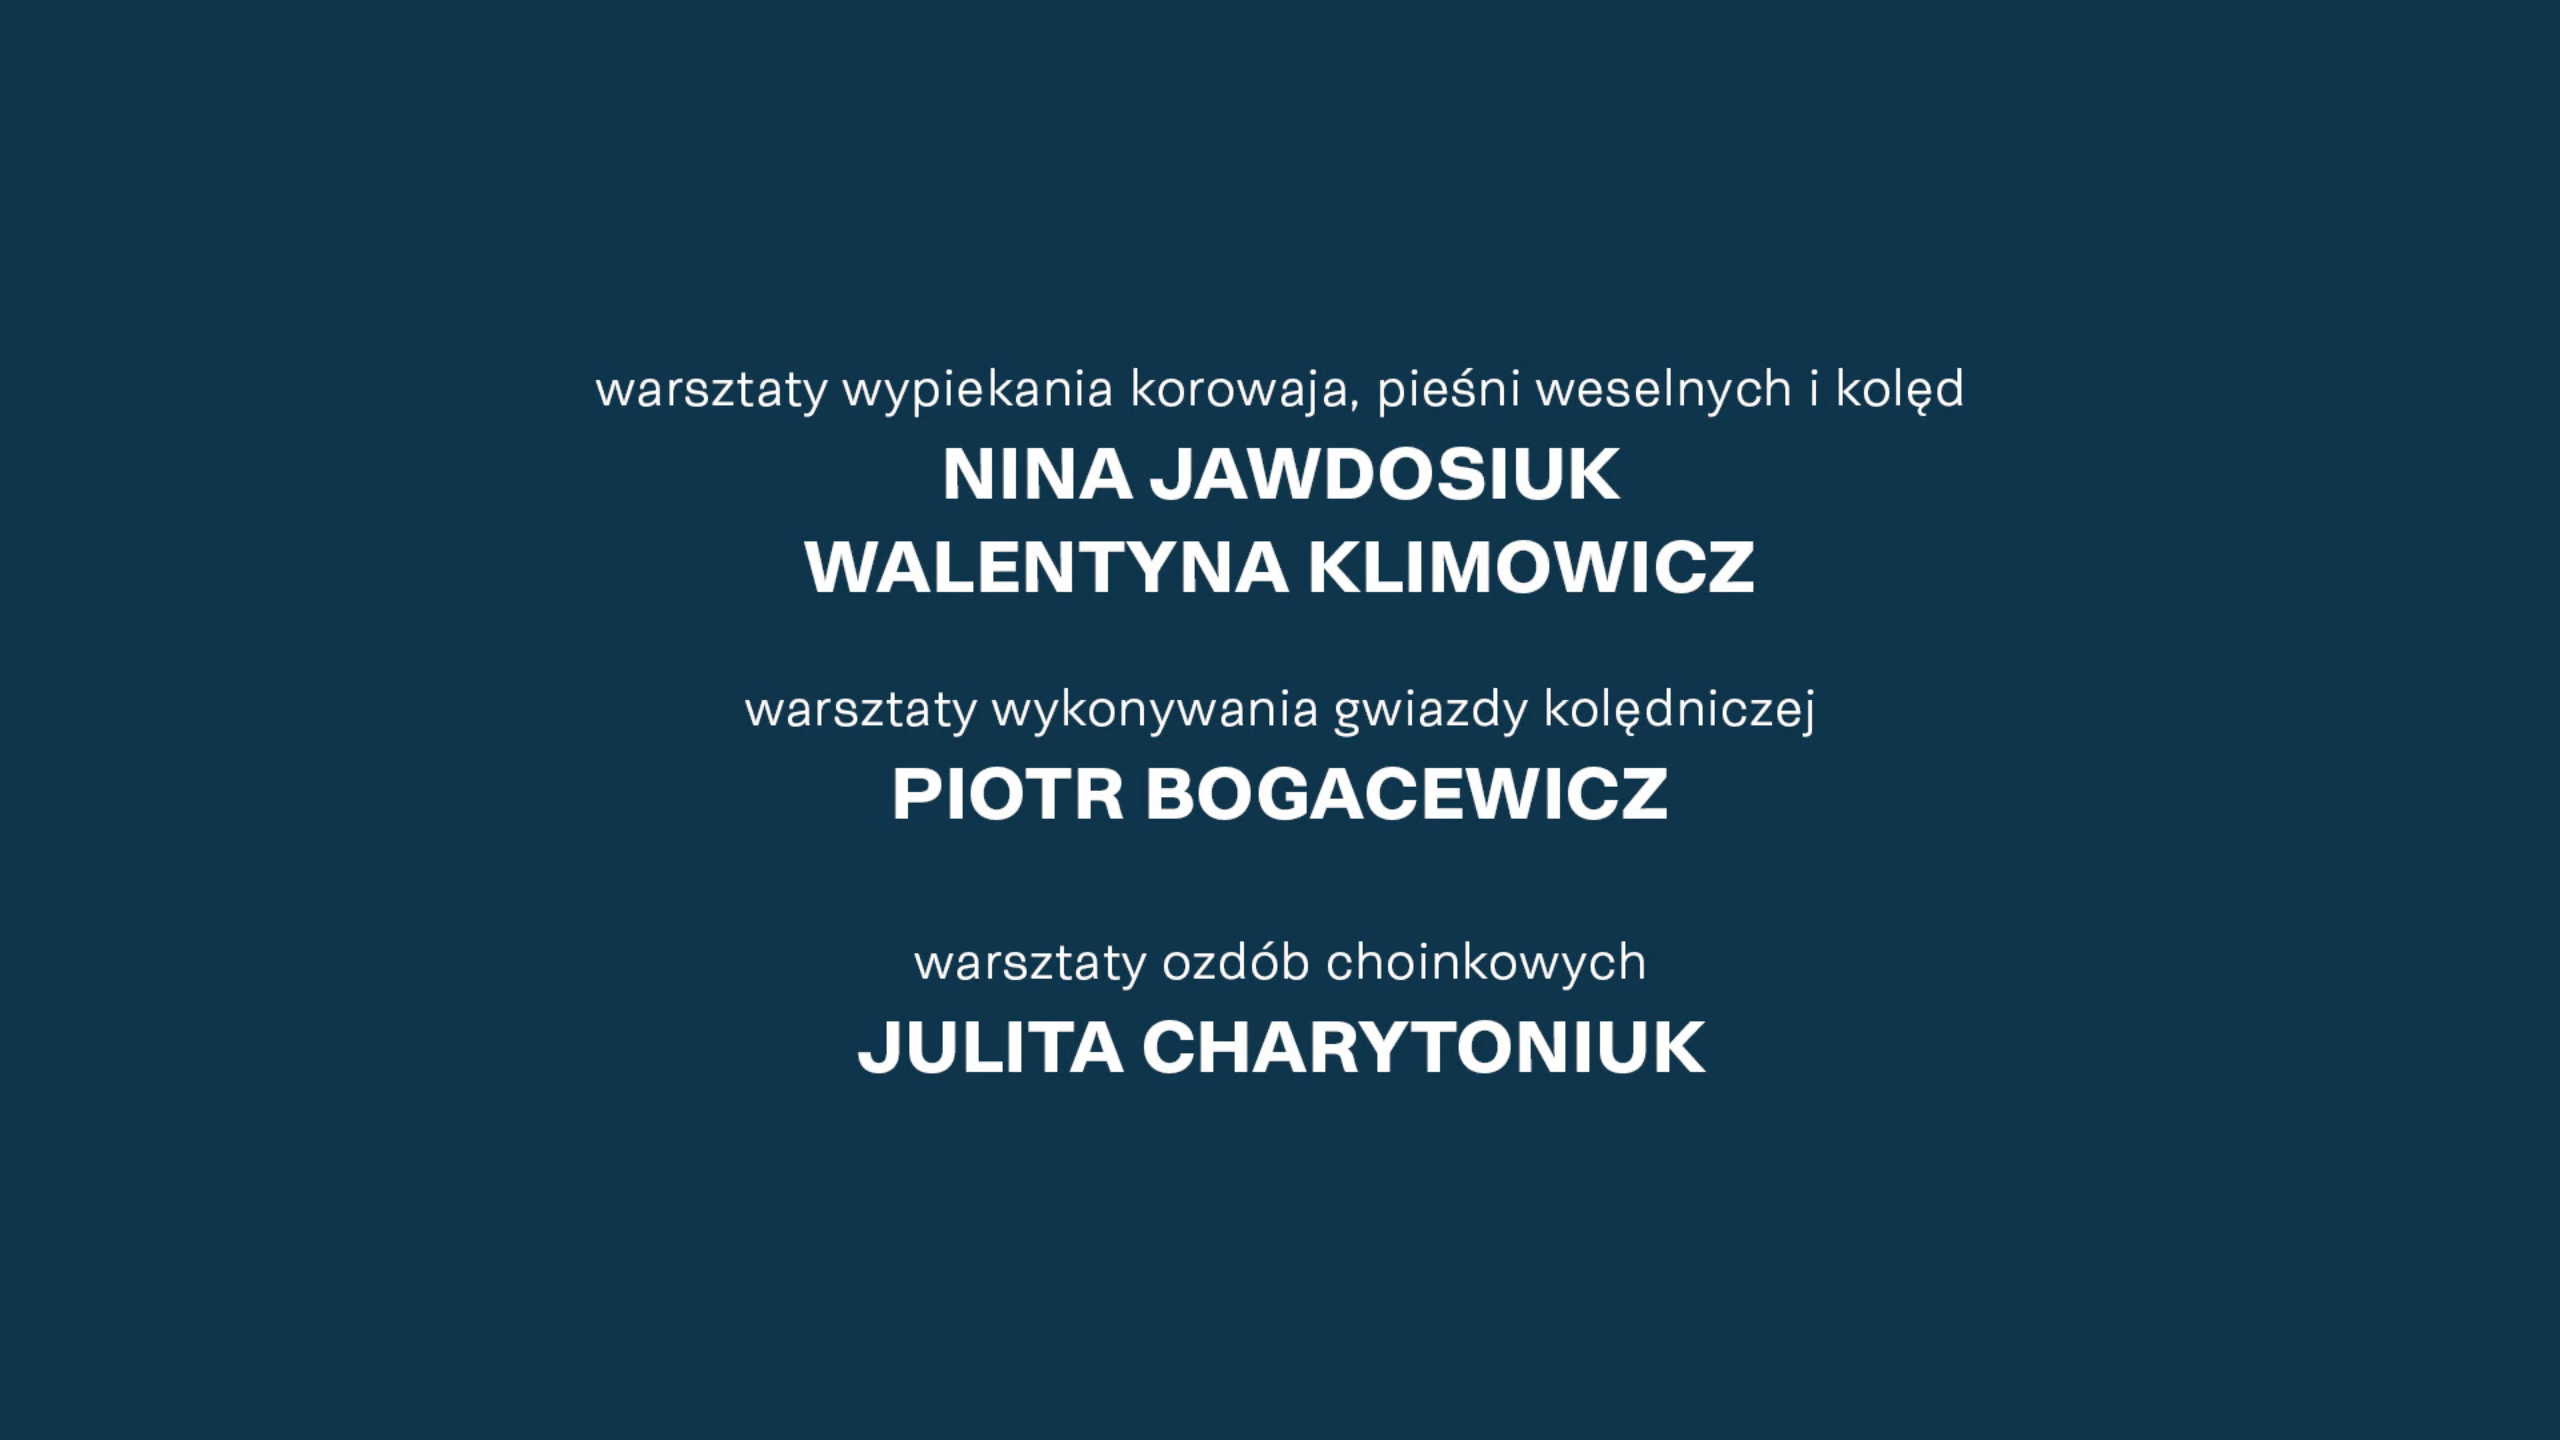 warsztaty wypiekania korowaja, pieśni weselnych i kolęd
NINA JAWDOSIUK
WALENTYNA KLIMOWICZ
warsztaty wykonywania gwiazdy kolędniczej
PIOTR BOGACEWICZ
warsztaty ozdób choinkowych
JULITA CHARYTONIUK